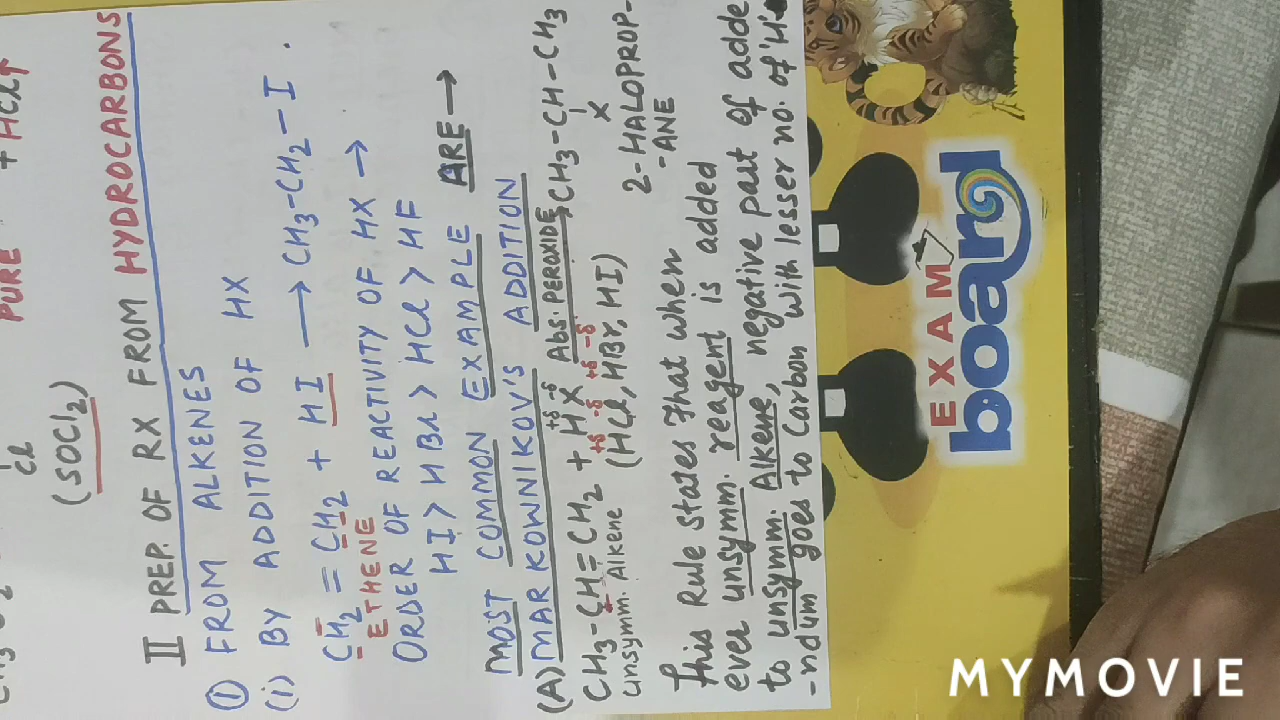 Cl
PURE + HCl↑
(SOCl2)
II PREP. OF RX FROM HYDROCARBONS
① FROM ALKENES
(i) BY ADDITION OF HX
CH2 = CH2 + HI ⟶ CH3-CH2-I.
ETHENE
ORDER OF REACTIVITY OF HX →
HI > HBr > HCl > HF
MOST COMMON EXAMPLE ARE→
(A) MARKOWNIKOV'S ADDITION
CH3-CH=CH2 + HX Abs. PEROXIDE→ CH3-CH-CH3
+δ -δ
X
Unsymm. Alkene (HCl, HBr, HI)
+δ -δ +δ -δ
2-HALOPROP-
-ANE
This Rule states That when
ever unsymm. reagent is added
to unsymm. Alkene, negative part of adde
-ndum goes to Carbon with lesser no. of 'H'
EXAM
board
MYMOVIE